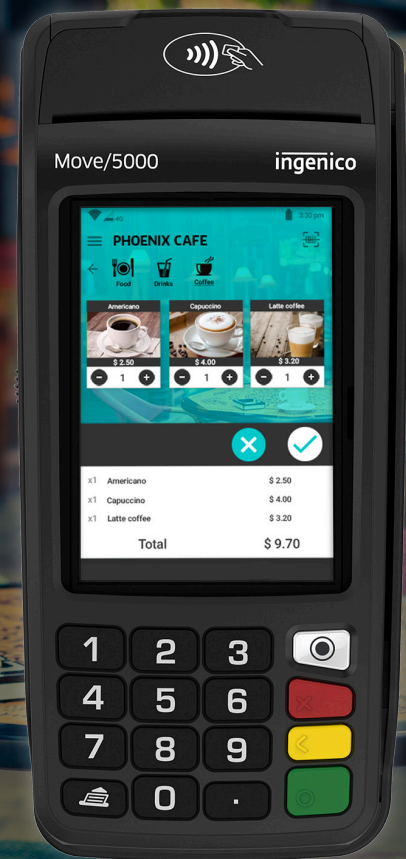 Move/5000 ingenico
4G 3:30 pm
PHOENIX CAFE
Food Drinks Coffee
Americano Capuccino Latte coffee
$ 2.50 $ 4.00 $ 3.20
1 1 1
x1 Americano $ 2.50
x1 Capuccino $ 4.00
x1 Latte coffee $ 3.20
Total $ 9.70
1 2 3
4 5 6
7 8 9
0 .